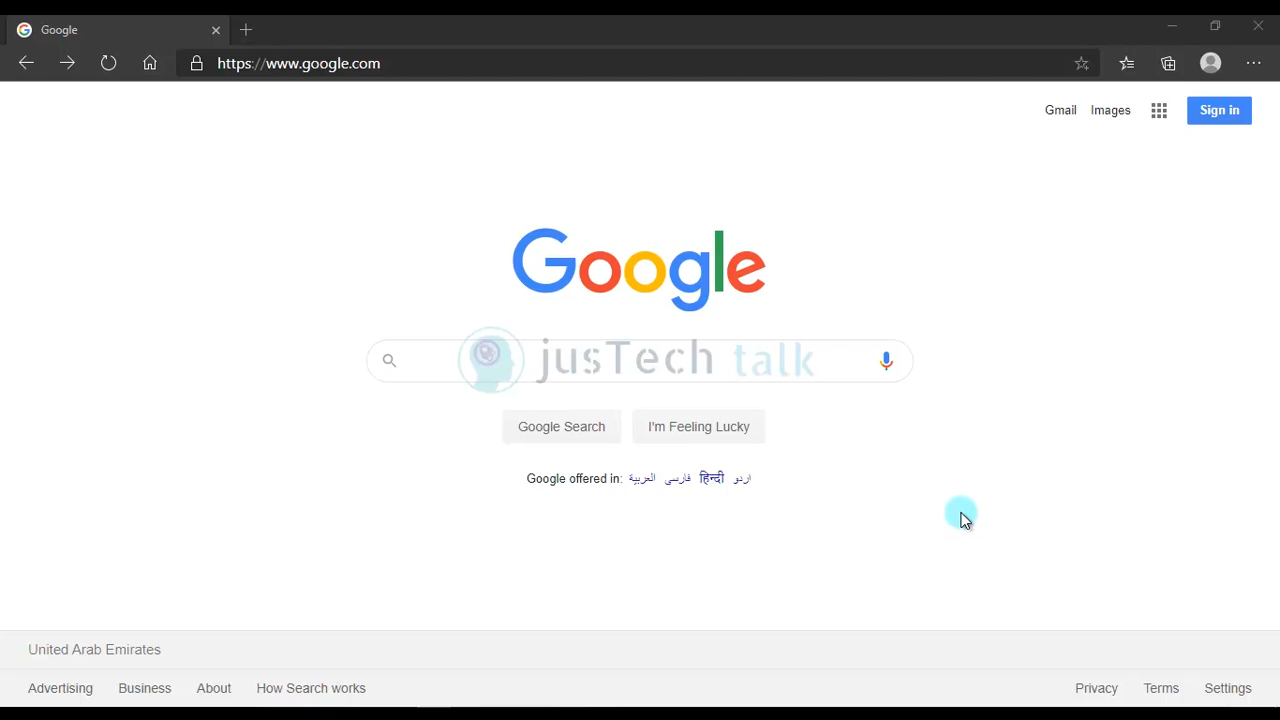 Google
https://www.google.com
Gmail Images Sign in
Google
jusTech talk
Google Search I'm Feeling Lucky
Google offered in: العربية فارسی हिन्दी اردو
United Arab Emirates
Advertising Business About How Search works Privacy Terms Settings